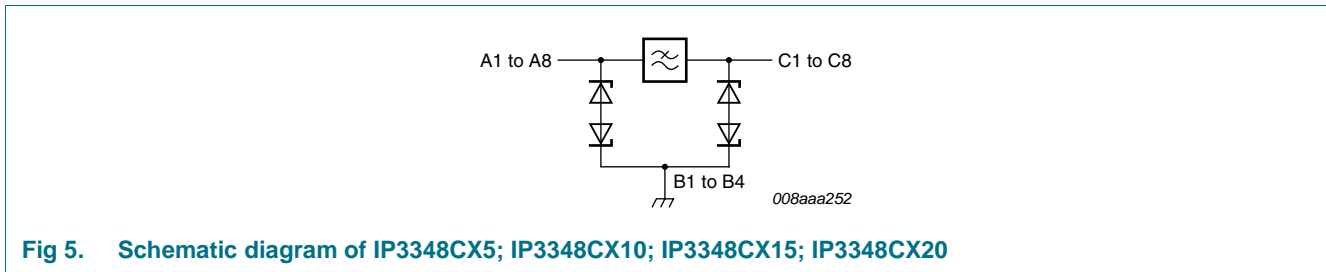 A1 to A8
C1 to C8
B1 to B4
008aaa252
Fig 5. Schematic diagram of IP3348CX5; IP3348CX10; IP3348CX15; IP3348CX20